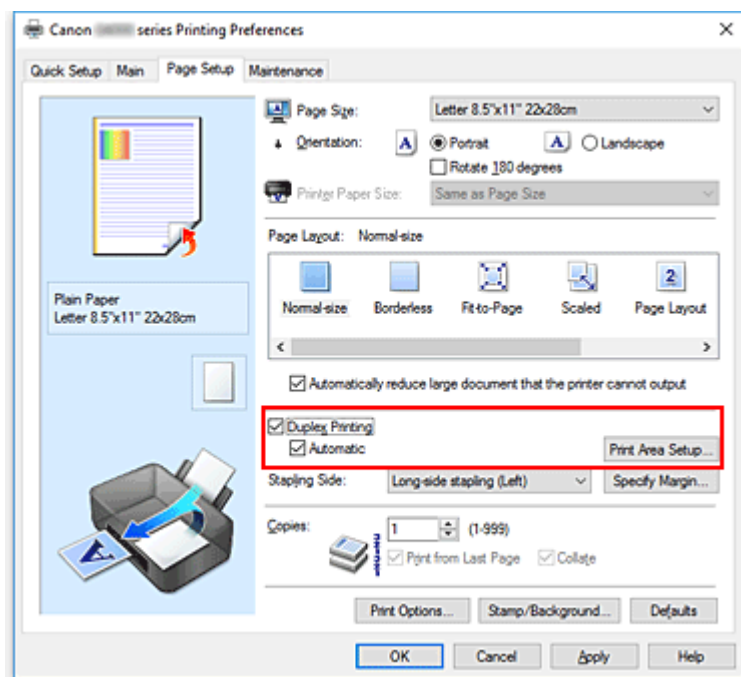 Canon series Printing Preferences
Quick Setup Main Page Setup Maintenance
Page Size: Letter 8.5"x11" 22x28cm
Orientation: A Portrait A Landscape
Rotate 180 degrees
Printer Paper Size: Same as Page Size
Page Layout: Normal-size
2
Normal-size Borderless Fit-to-Page Scaled Page Layout
Plain Paper
Letter 8.5"x11" 22x28cm
Automatically reduce large document that the printer cannot output
Duplex Printing
Automatic Print Area Setup...
Stapling Side: Long-side stapling (Left) Specify Margin...
Copies: 1 (1-999)
Print from Last Page Collate
A
Print Options... Stamp/Background... Defaults
OK Cancel Apply Help